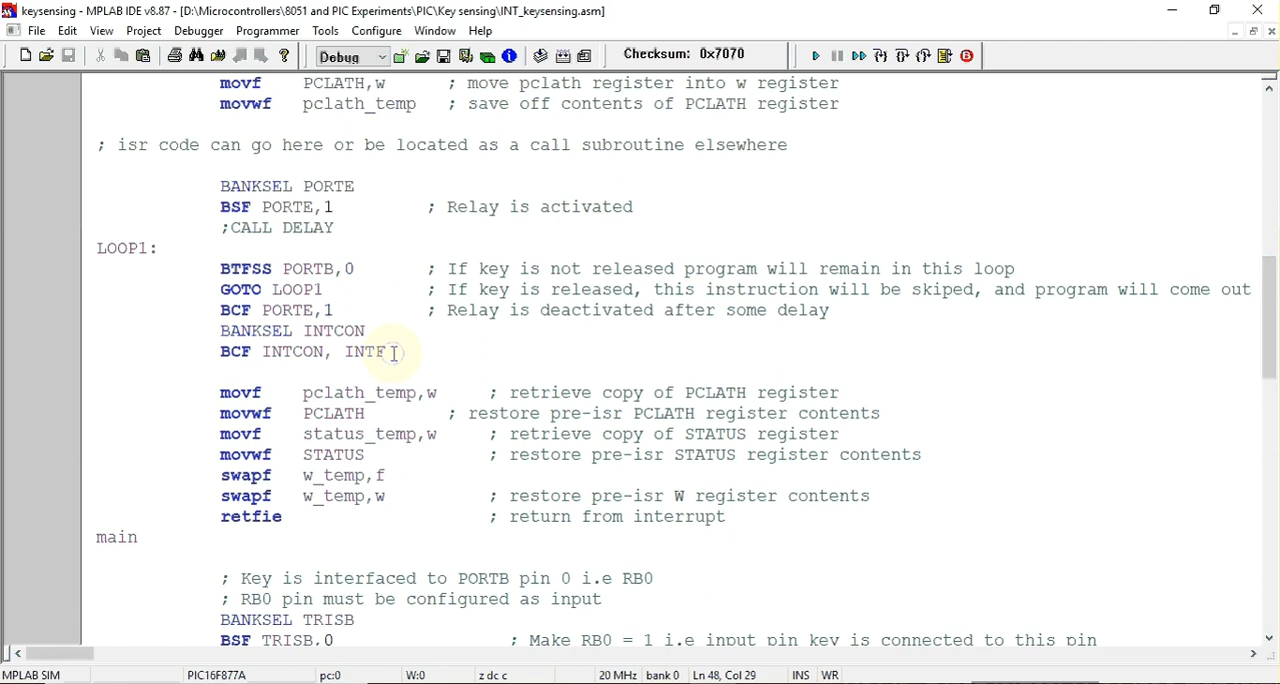 keysensing - MPLAB IDE v8.87 - [D:\Microcontrollers\8051 and PIC Experiments\PIC\Key sensing\INT_keysensing.asm]
File Edit View Project Debugger Programmer Tools Configure Window Help
Debug Checksum: 0x7070
movf PCLATH,w ; move pclath register into w register
movwf pclath_temp ; save off contents of PCLATH register
; isr code can go here or be located as a call subroutine elsewhere
BANKSEL PORTE
BSF PORTE,1 ; Relay is activated
;CALL DELAY
LOOP1:
BTFSS PORTB,0 ; If key is not released program will remain in this loop
GOTO LOOP1 ; If key is released, this instruction will be skiped, and program will come out
BCF PORTE,1 ; Relay is deactivated after some delay
BANKSEL INTCON
BCF INTCON, INTF
movf pclath_temp,w ; retrieve copy of PCLATH register
movwf PCLATH ; restore pre-isr PCLATH register contents
movf status_temp,w ; retrieve copy of STATUS register
movwf STATUS ; restore pre-isr STATUS register contents
swapf w_temp,f
swapf w_temp,w ; restore pre-isr W register contents
retfie ; return from interrupt
main
; Key is interfaced to PORTB pin 0 i.e RB0
; RB0 pin must be configured as input
BANKSEL TRISB
BSF TRISB,0 ; Make RB0 = 1 i.e input pin key is connected to this pin
MPLAB SIM PIC16F877A pc:0 W:0 z dc c 20 MHz bank 0 Ln 48, Col 29 INS WR